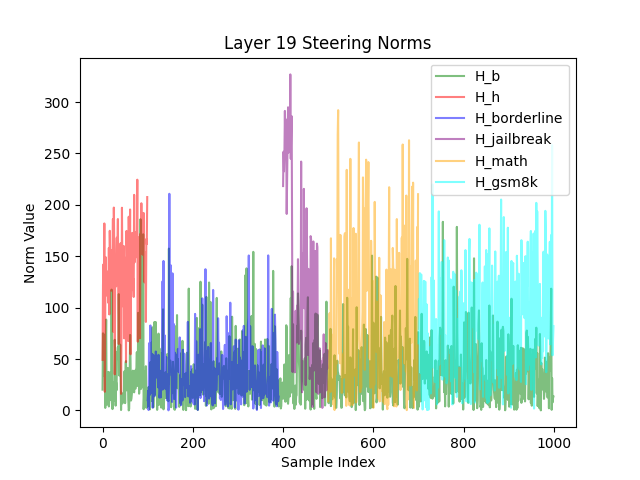 Layer 19 Steering Norms
Norm Value
300
250
200
150
100
50
0
H_b
H_h
H_borderline
H_jailbreak
H_math
H_gsm8k
0
200
400
600
800
1000
Sample Index